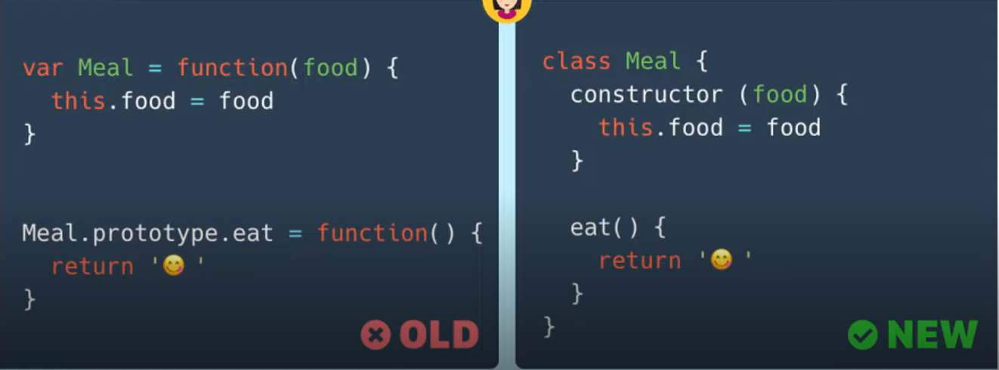 var Meal = function(food) {
  this.food = food
}
Meal.prototype.eat = function() {
  return '😋 '
}
OLD
class Meal {
  constructor (food) {
    this.food = food
  }
  eat() {
    return '😋 '
  }
}
NEW